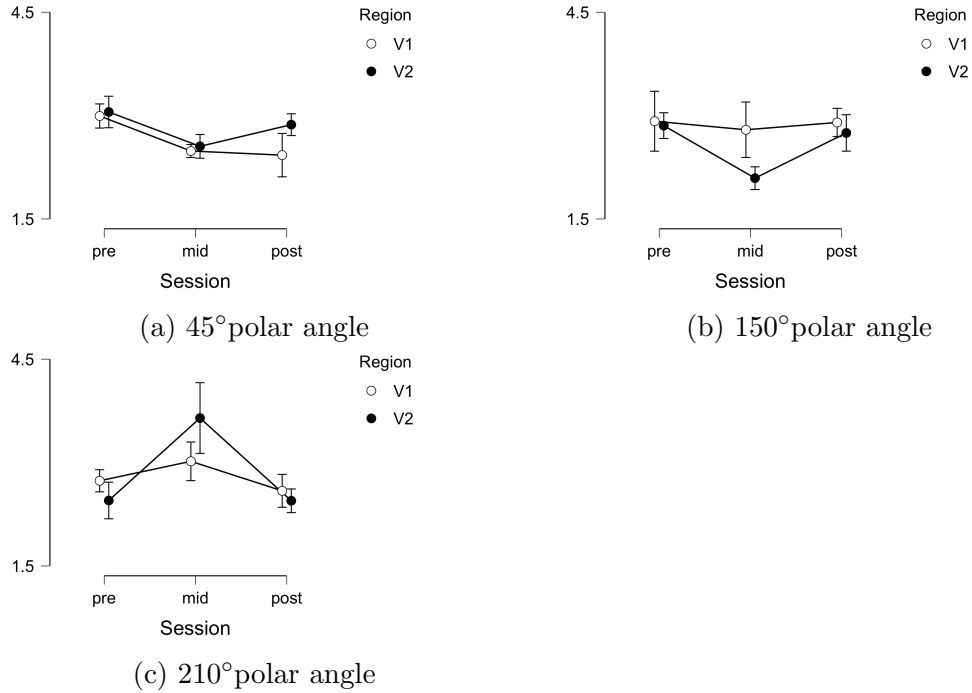 4.5
1.5
pre mid post
Session
Region
V1
V2
(a) 45°polar angle
4.5
1.5
pre mid post
Session
Region
V1
V2
(b) 150°polar angle
4.5
1.5
pre mid post
Session
Region
V1
V2
(c) 210°polar angle